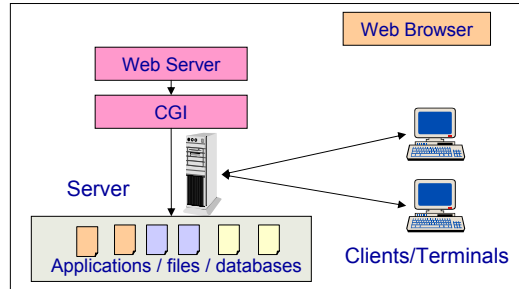 Web Browser
Web Server
CGI
Server
Applications / files / databases
Clients/Terminals